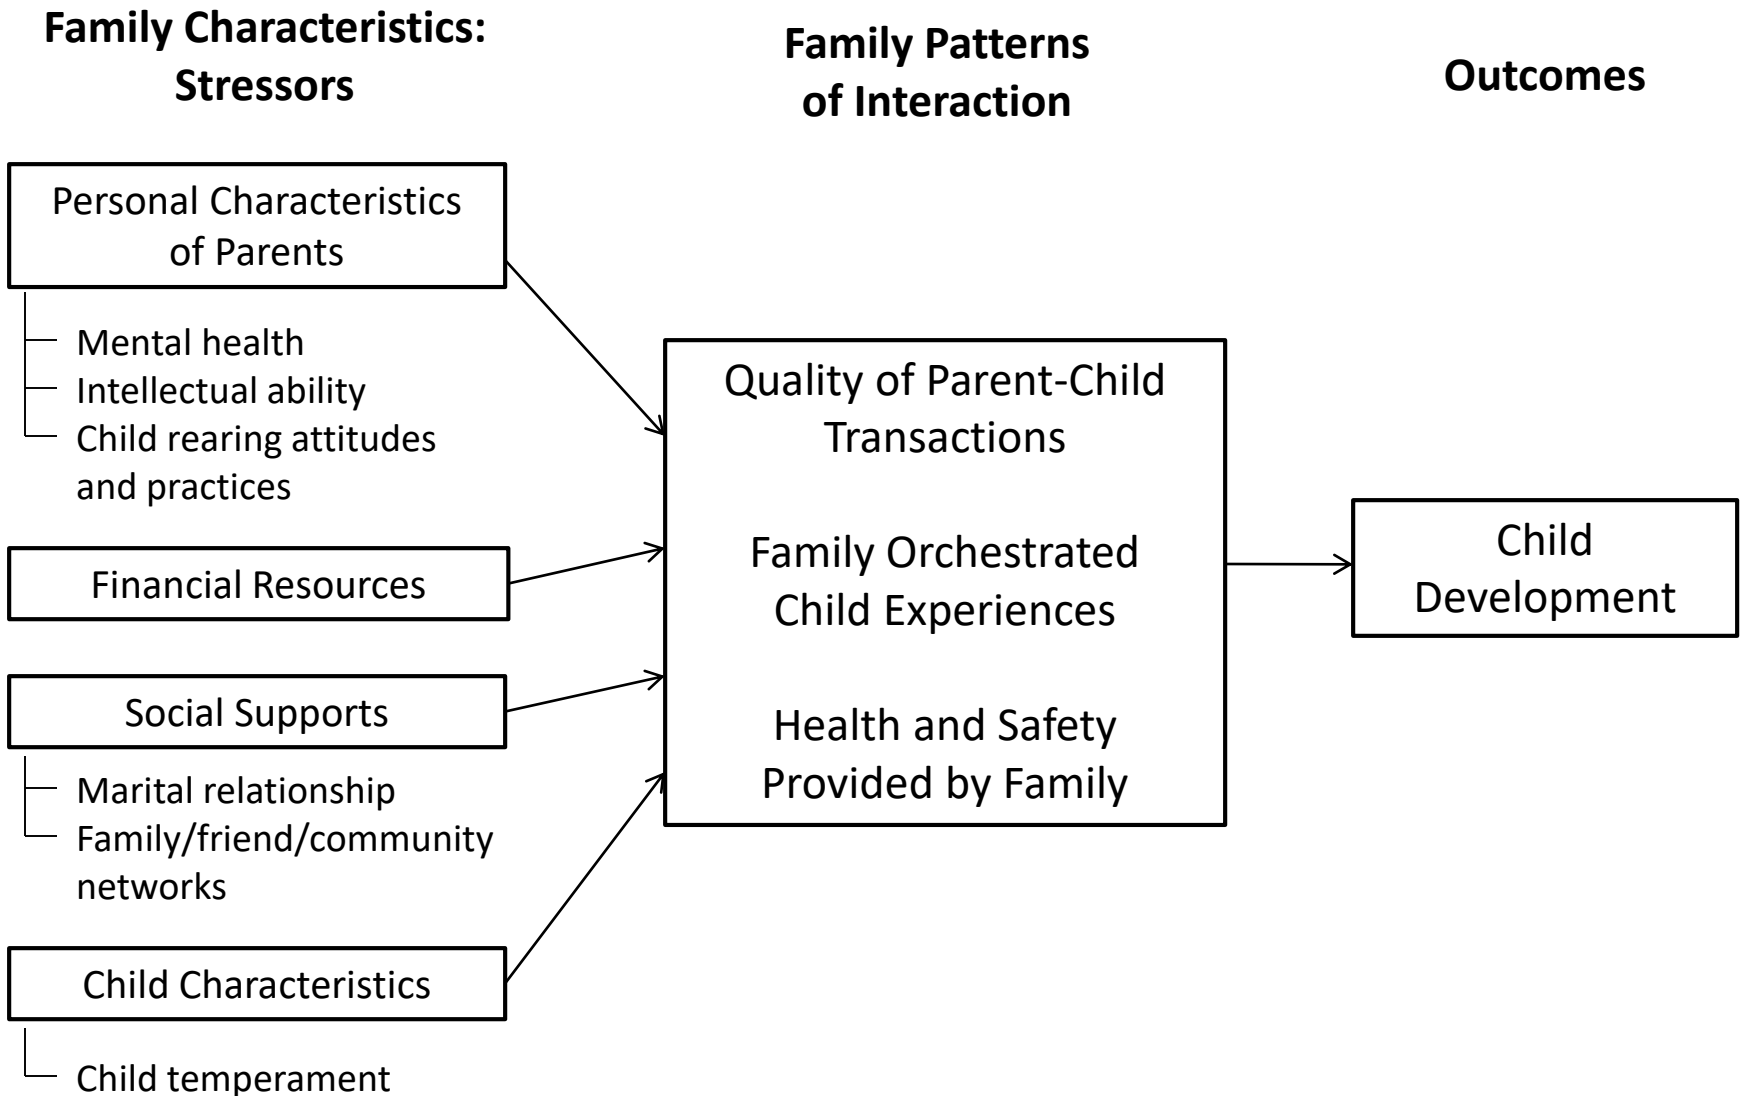 Family Characteristics:
Stressors
Family Patterns
of Interaction
Outcomes
Personal Characteristics
of Parents
Mental health
Intellectual ability
Child rearing attitudes
and practices
Financial Resources
Social Supports
Marital relationship
Family/friend/community
networks
Child Characteristics
Child temperament
Quality of Parent-Child
Transactions
Family Orchestrated
Child Experiences
Health and Safety
Provided by Family
Child
Development